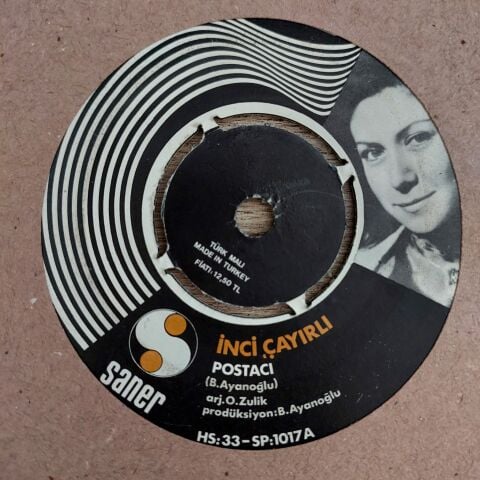 TÜRK MALI
MADE IN TURKEY
FİATI: 12,50 TL
İNCİ ÇAYIRLI
POSTACI
(B.Ayanoğlu)
arj.O.Zulik
prodüksiyon:B.Ayanoğlu
saner
HS:33-SP:1017A